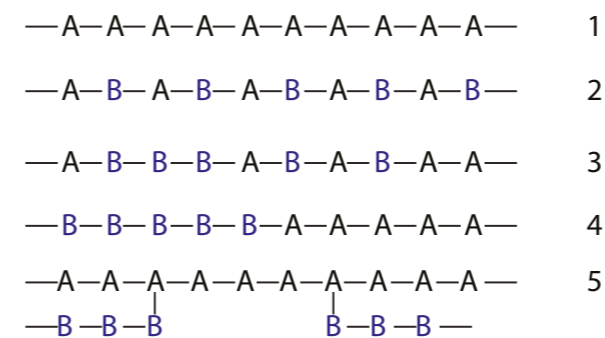 —A—A—A—A—A—A—A—A—A—A— 1
—A—B—A—B—A—B—A—B—A—B— 2
—A—B—B—B—A—B—A—B—A—A— 3
—B—B—B—B—B—A—A—A—A—A— 4
—A—A—A—A—A—A—A—A—A—A— 5
—B—B—B B—B—B—